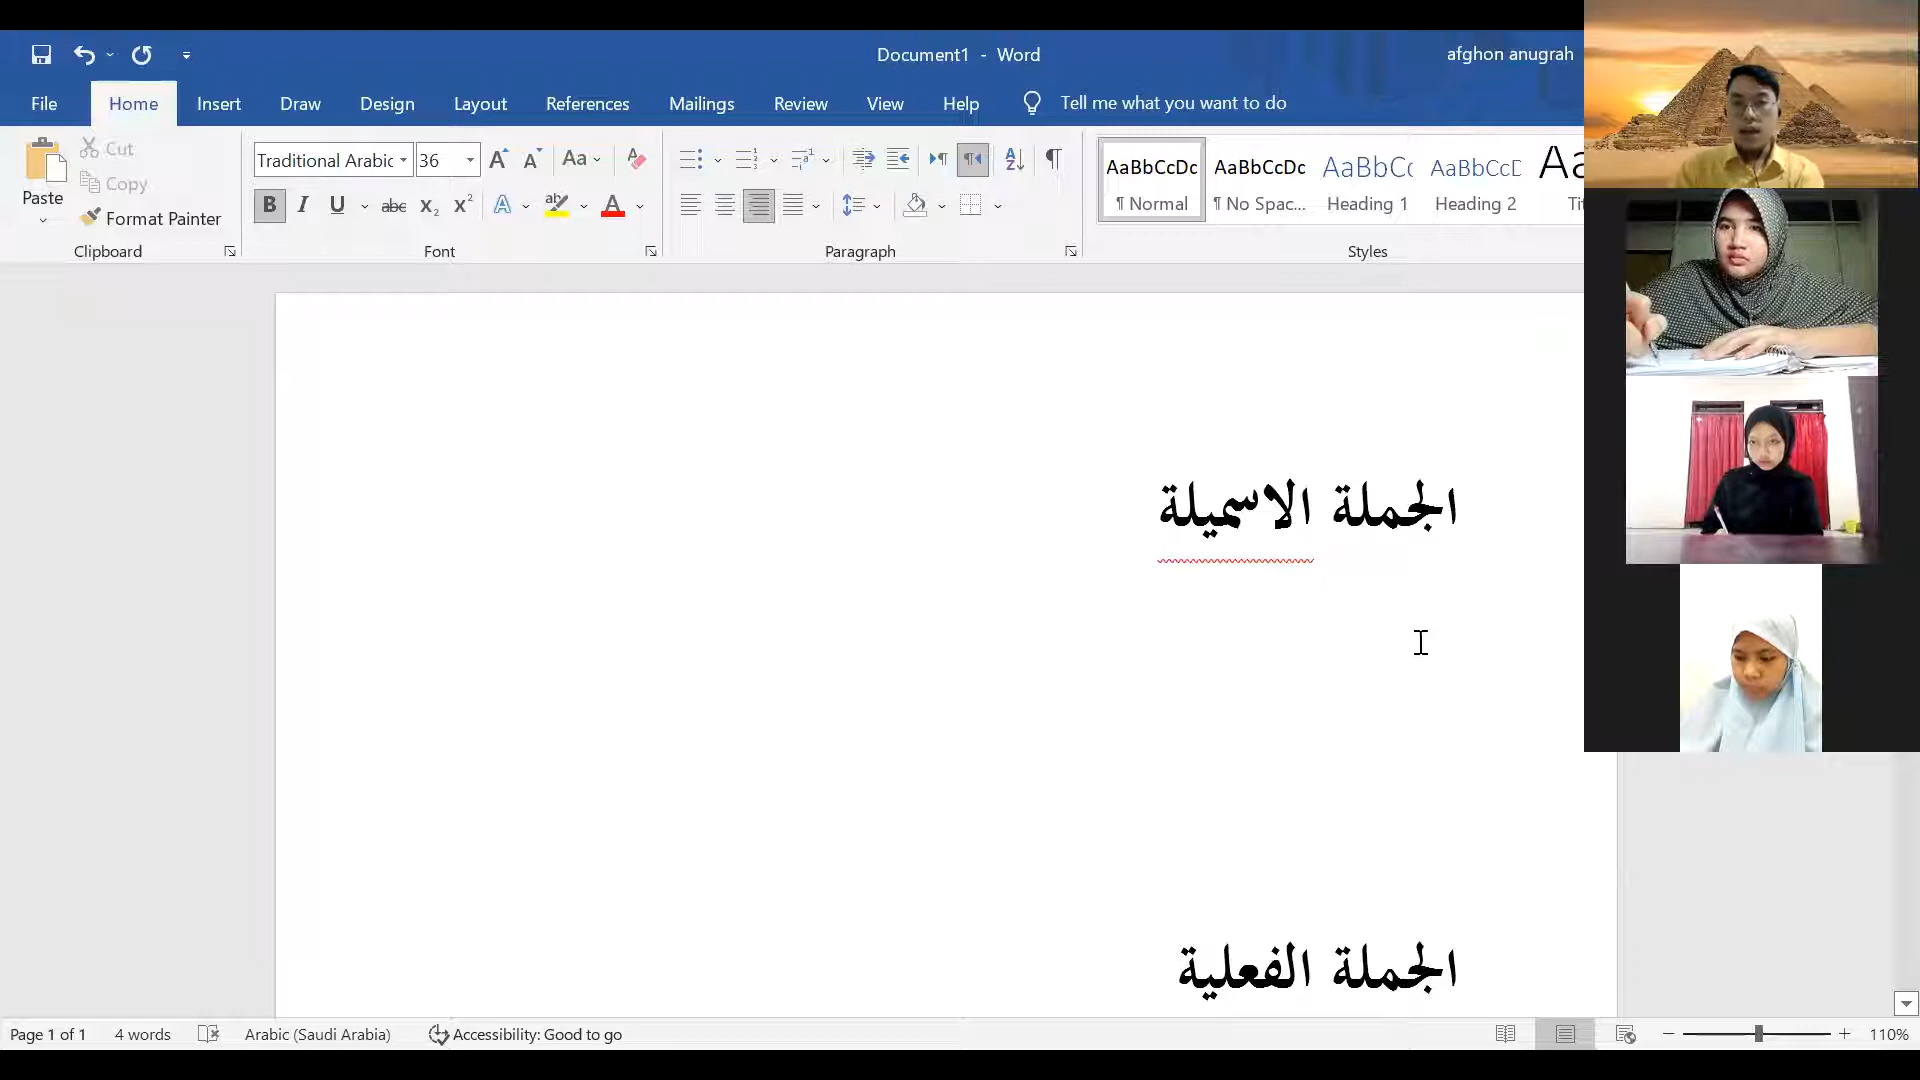 Document1 - Word
afghon anugrah
File Home Insert Draw Design Layout References Mailings Review View Help Tell me what you want to do
Paste
Cut
Copy
Format Painter
Clipboard
Traditional Arabic 36
Font
Paragraph
AaBbCcDc AaBbCcDc AaBbCc AaBbCcD Aa
¶ Normal ¶ No Spac... Heading 1 Heading 2
Styles
الجملة الاسميلة
الجملة الفعلية
Page 1 of 1 4 words Arabic (Saudi Arabia) Accessibility: Good to go 110%